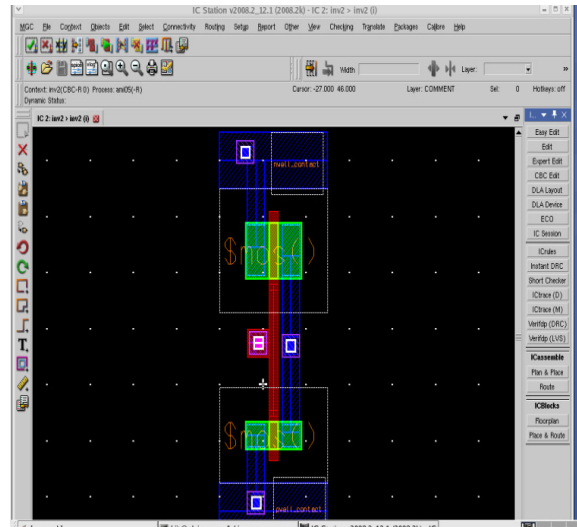 IC Station v2008.2_12.1 (2008.2k) - IC 2: inv2 > inv2 (i)
MGC File Context Objects Edit Select Connectivity Routing Setup Report Other View Checking Translate Packages Calibre Help
Width Layer:
Context: inv2(CBC-R 0) Process: ami05(-R) Cursor: -27.000 46.000 Layer: COMMENT Sel: 0 Hotkeys: off
Dynamic Status:
IC 2: inv2 > inv2 (i)
Easy Edit
Edit
Expert Edit
CBC Edit
DLA Layout
DLA Device
ECO
IC Session
ICrules
Instant DRC
Short Checker
ICtrace (D)
ICtrace (M)
Verifdp (DRC)
Verifdp (LVS)
ICassemble
Plan & Place
Route
ICBlocks
Floorplan
Place & Route
nwell_contact
$mos()
$mos()
pwell_contact